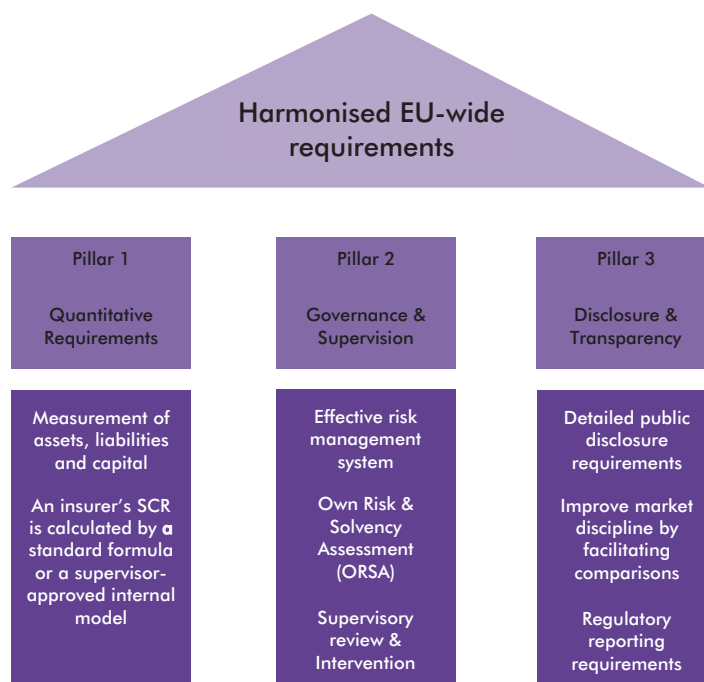 Harmonised EU-wide
requirements
Pillar 1
Quantitative
Requirements
Measurement of
assets, liabilities
and capital
An insurer's SCR
is calculated by a
standard formula
or a supervisor-
approved internal
model
Pillar 2
Governance &
Supervision
Effective risk
management
system
Own Risk &
Solvency
Assessment
(ORSA)
Supervisory
review &
Intervention
Pillar 3
Disclosure &
Transparency
Detailed public
disclosure
requirements
Improve market
discipline by
facilitating
comparisons
Regulatory
reporting
requirements